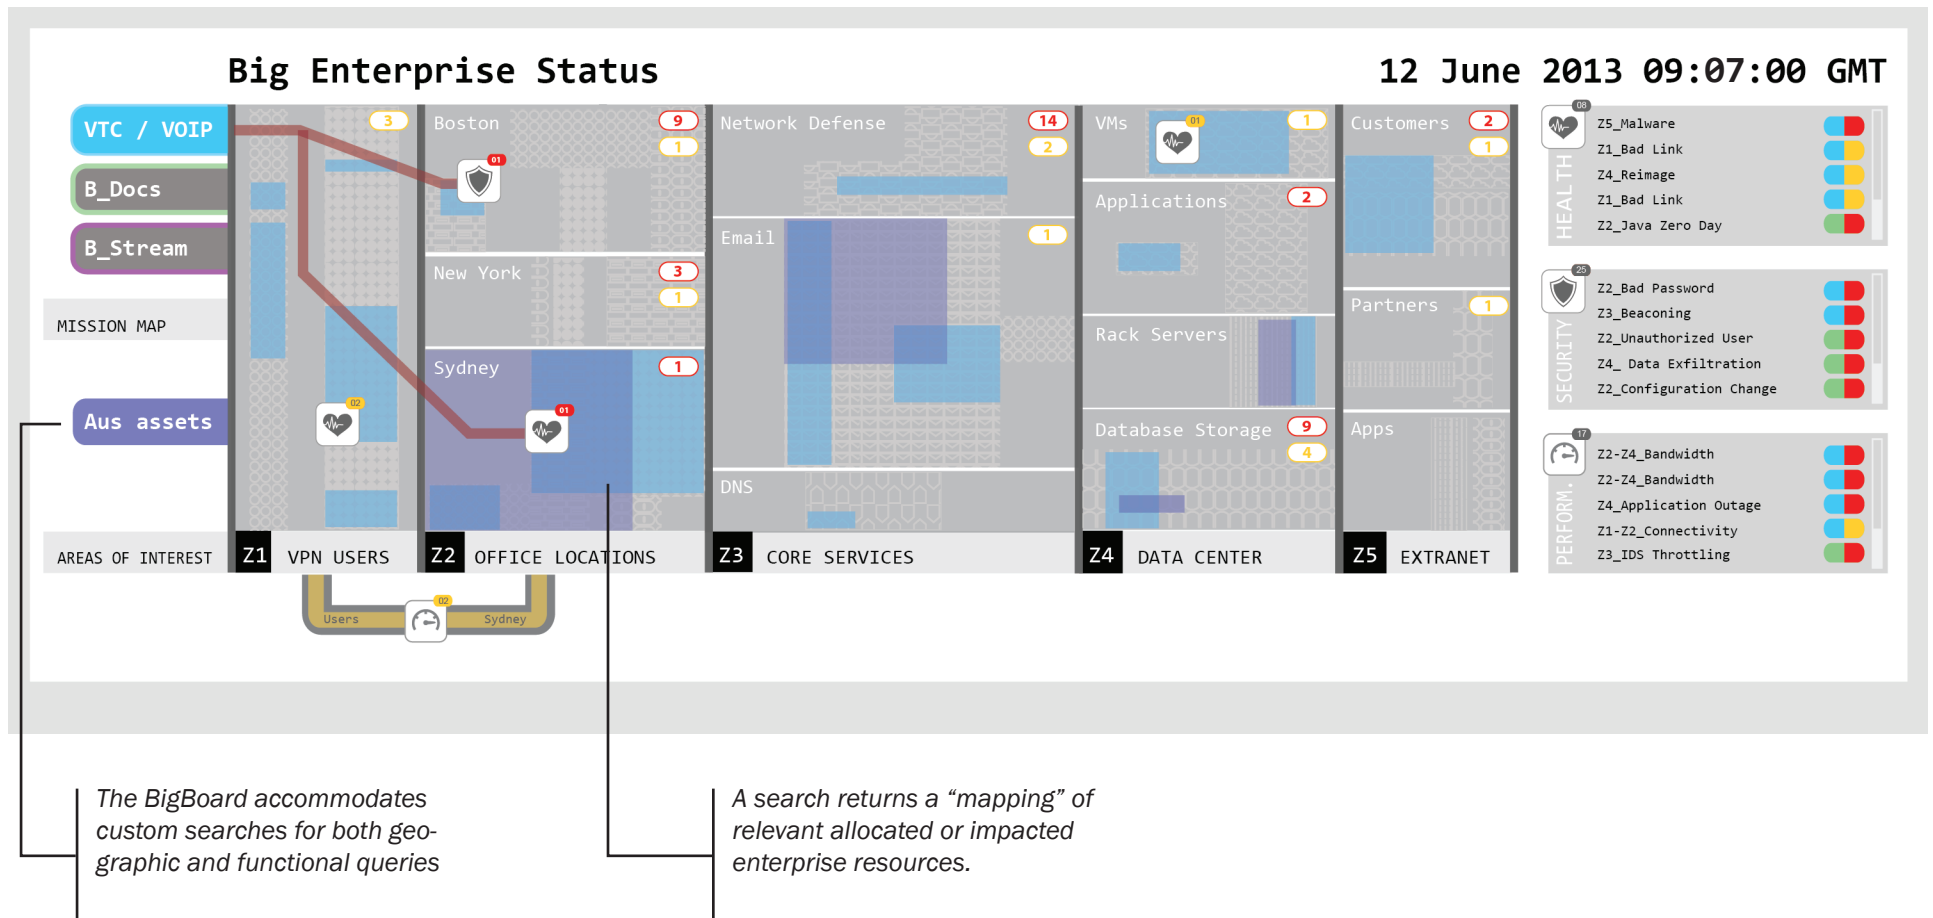 Big Enterprise Status
12 June 2013 09:07:00 GMT
VTC / VOIP
B_Docs
B_Stream
MISSION MAP
Aus assets
AREAS OF INTEREST
3
02
Z1 VPN USERS
Boston
9
1
01
New York
3
1
Sydney
1
01
Z2 OFFICE LOCATIONS
Users
02
Sydney
Network Defense
14
2
Email
1
DNS
Z3 CORE SERVICES
VMs
01
1
Applications
2
Rack Servers
Database Storage
9
4
Z4 DATA CENTER
Customers
2
1
Partners
1
Apps
Z5 EXTRANET
08
HEALTH
Z5_Malware
Z1_Bad Link
Z4_Reimage
Z1_Bad Link
Z2_Java Zero Day
25
SECURITY
Z2_Bad Password
Z3_Beaconing
Z2_Unauthorized User
Z4_ Data Exfiltration
Z2_Configuration Change
17
PERFORM.
Z2-Z4_Bandwidth
Z2-Z4_Bandwidth
Z4_Application Outage
Z1-Z2_Connectivity
Z3_IDS Throttling
The BigBoard accommodates
custom searches for both geo-
graphic and functional queries
A search returns a “mapping” of
relevant allocated or impacted
enterprise resources.